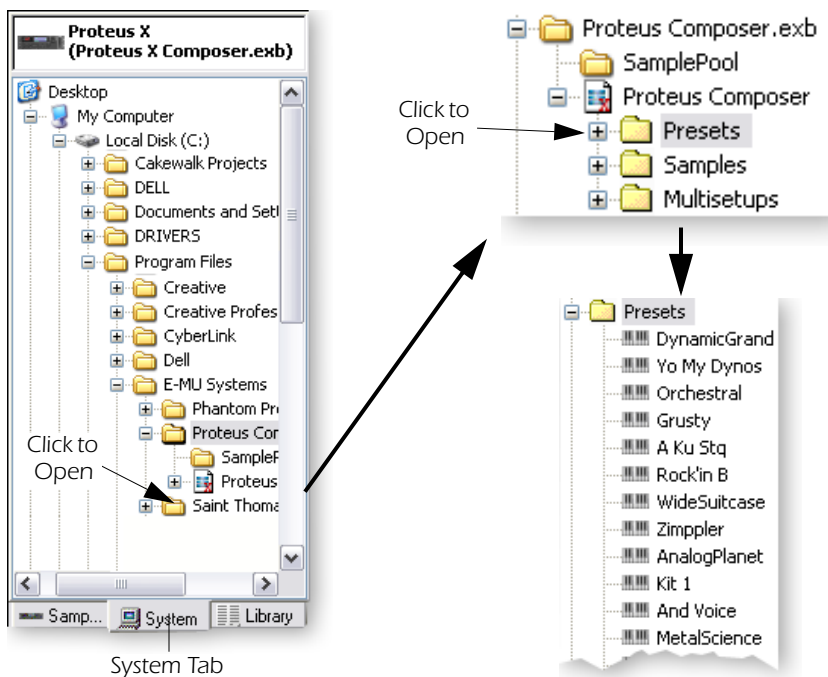 Proteus X
(Proteus X Composer.exb)
Desktop
My Computer
Local Disk (C:)
Cakewalk Projects
DELL
Documents and Set
DRIVERS
Program Files
Creative
Creative Profes
CyberLink
Dell
E-MU Systems
Phantom Pr
Proteus Cor
SampleF
Proteus
Saint Thoma
Click to
Open
Samp...
System
Library
System Tab
Proteus Composer.exb
SamplePool
Proteus Composer
Presets
Samples
Multisetups
Click to
Open
Presets
DynamicGrand
Yo My Dynos
Orchestral
Grusty
A Ku Stq
Rock'in B
WideSuitcase
Zimppler
AnalogPlanet
Kit 1
And Voice
MetalScience